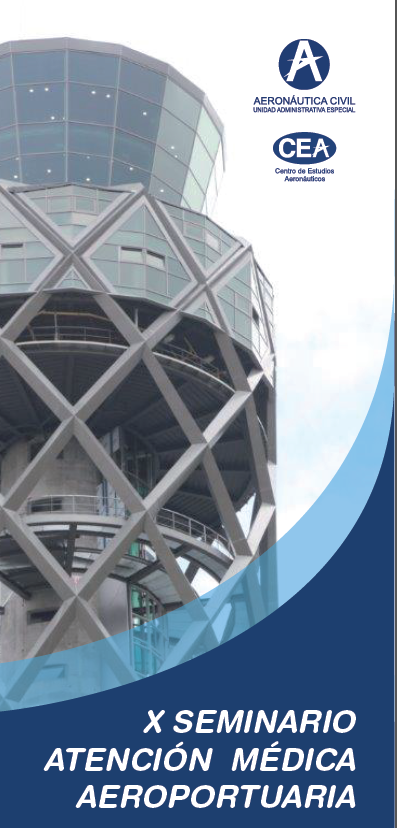 AERONÁUTICA CIVIL
UNIDAD ADMINISTRATIVA ESPECIAL
CEA
Centro de Estudios
Aeronáuticos
X SEMINARIO
ATENCIÓN MÉDICA
AEROPORTUARIA